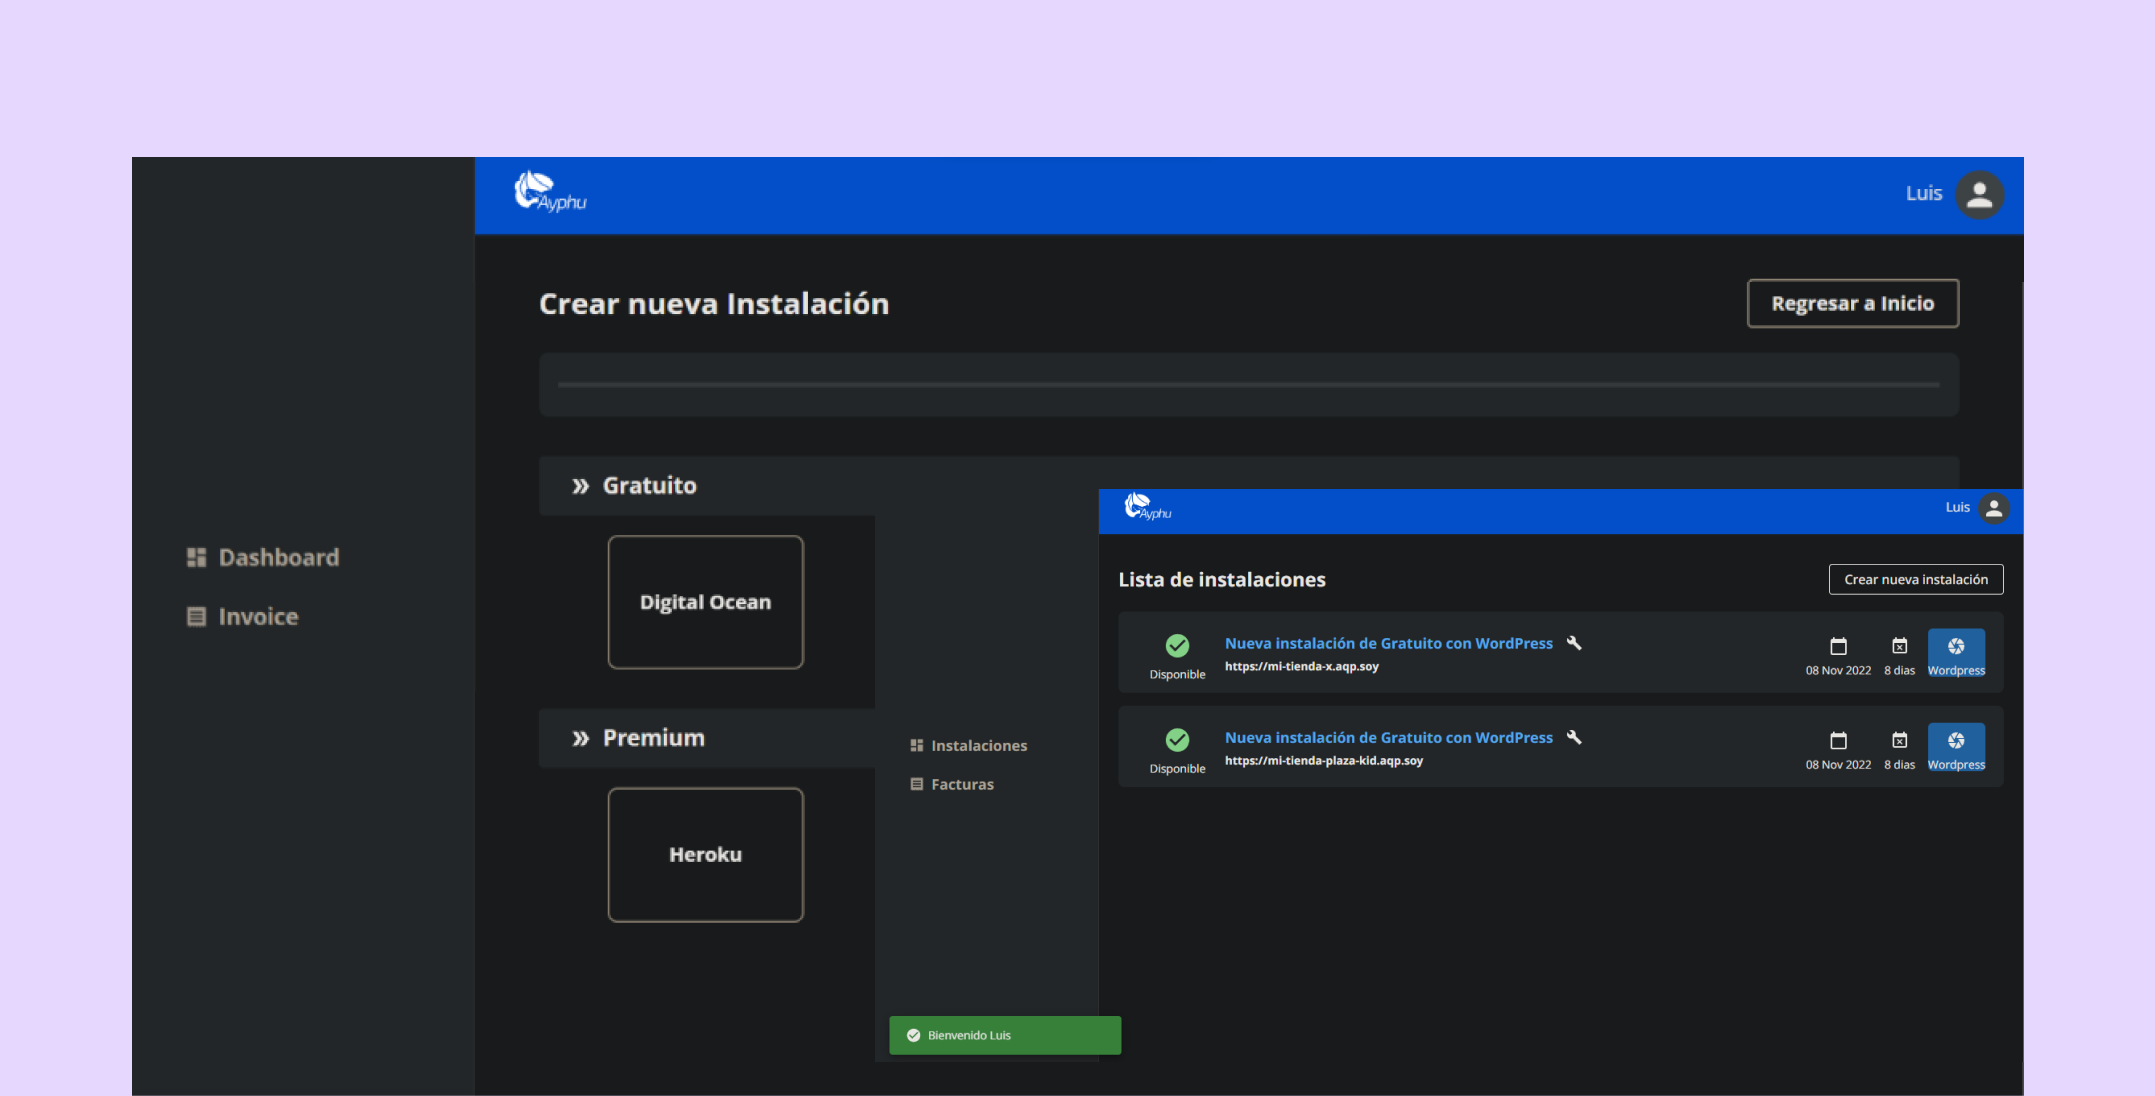 Ayphu
Luis
Crear nueva Instalación
Regresar a Inicio
Gratuito
Digital Ocean
Dashboard
Invoice
Premium
Heroku
Ayphu
Luis
Lista de instalaciones
Crear nueva instalación
Nueva instalación de Gratuito con WordPress
https://mi-tienda-x.aqp.soy
Disponible
08 Nov 2022
8 dias
Wordpress
Nueva instalación de Gratuito con WordPress
https://mi-tienda-plaza-kid.aqp.soy
Disponible
08 Nov 2022
8 dias
Wordpress
Instalaciones
Facturas
Bienvenido Luis